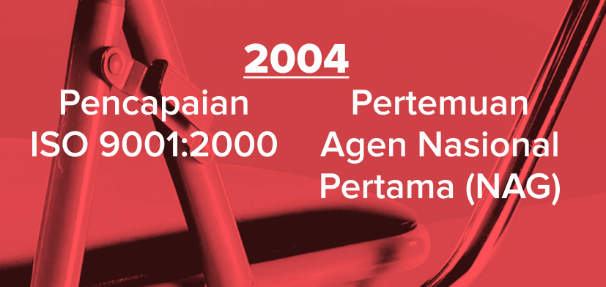 2004
Pencapaian
ISO 9001:2000
Pertemuan
Agen Nasional
Pertama (NAG)